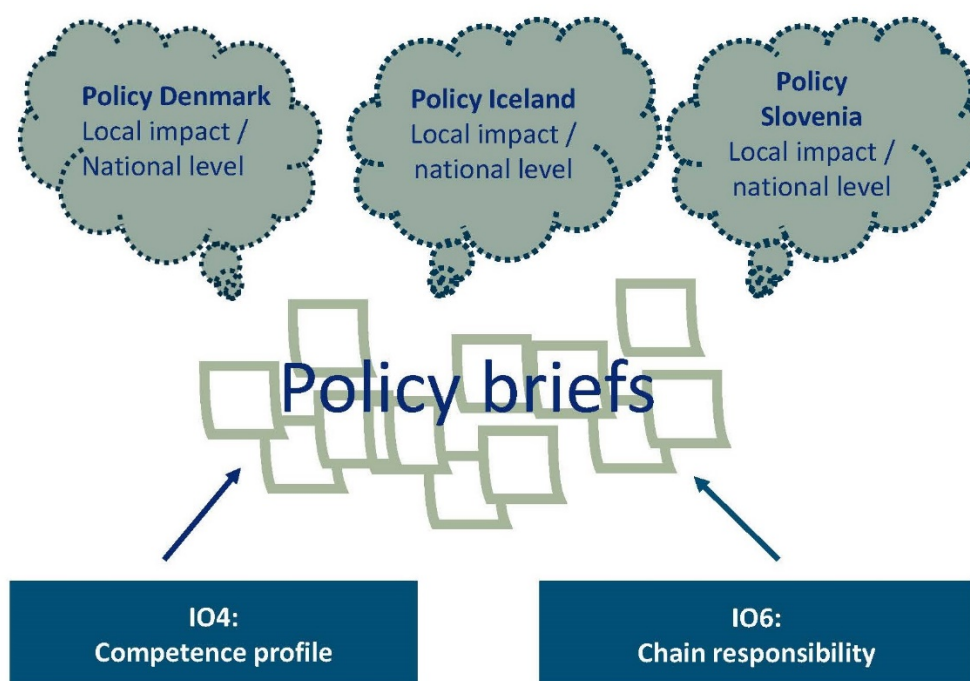 Policy Denmark
Local impact /
National level
Policy Iceland
Local impact /
national level
Policy
Slovenia
Local impact /
national level
Policy briefs
IO4:
Competence profile
IO6:
Chain responsibility